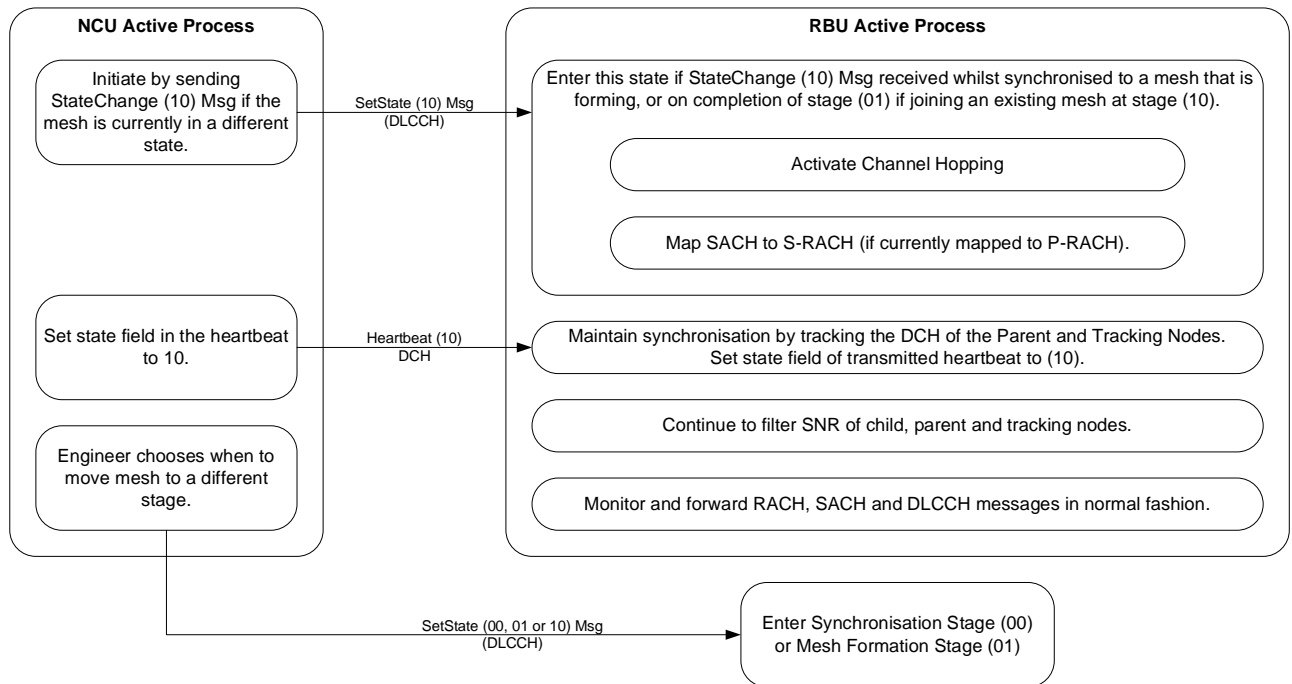 NCU Active Process
RBU Active Process
Initiate by sending
StateChange (10) Msg if the
mesh is currently in a different
state.
SetState (10) Msg
(DLCCH)
Enter this state if StateChange (10) Msg received whilst synchronised to a mesh that is
forming, or on completion of stage (01) if joining an existing mesh at stage (10).
Activate Channel Hopping
Map SACH to S-RACH (if currently mapped to P-RACH).
Set state field in the heartbeat
to 10.
Heartbeat (10)
DCH
Maintain synchronisation by tracking the DCH of the Parent and Tracking Nodes.
Set state field of transmitted heartbeat to (10).
Continue to filter SNR of child, parent and tracking nodes.
Engineer chooses when to
move mesh to a different
stage.
Monitor and forward RACH, SACH and DLCCH messages in normal fashion.
SetState (00, 01 or 10) Msg
(DLCCH)
Enter Synchronisation Stage (00)
or Mesh Formation Stage (01)